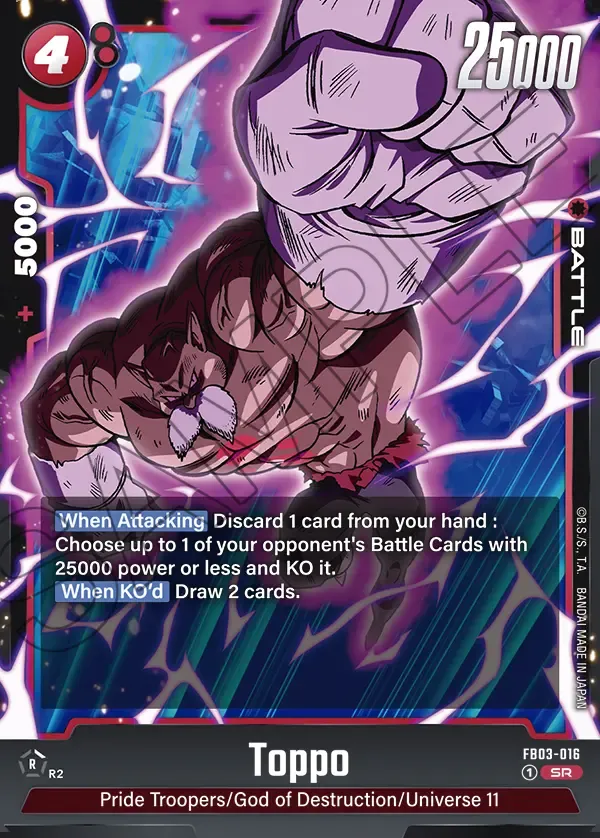 4
25000
+ 5000
BATTLE
SAMPLE
When Attacking Discard 1 card from your hand :
Choose up to 1 of your opponent's Battle Cards with
25000 power or less and KO it.
When KO'd Draw 2 cards.
©B.S./S., T.A. BANDAI MADE IN JAPAN
R
R2
Toppo
FB03-016
1 SR
Pride Troopers/God of Destruction/Universe 11